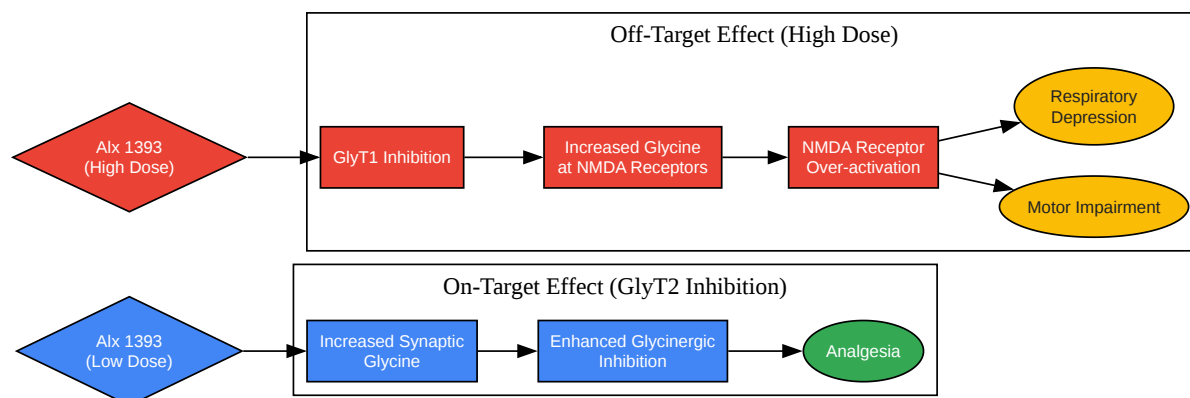 Off-Target Effect (High Dose)
Alx 1393
(High Dose)
GlyT1 Inhibition
Increased Glycine
at NMDA Receptors
NMDA Receptor
Over-activation
Respiratory
Depression
Motor Impairment
On-Target Effect (GlyT2 Inhibition)
Alx 1393
(Low Dose)
Increased Synaptic
Glycine
Enhanced Glycinergic
Inhibition
Analgesia